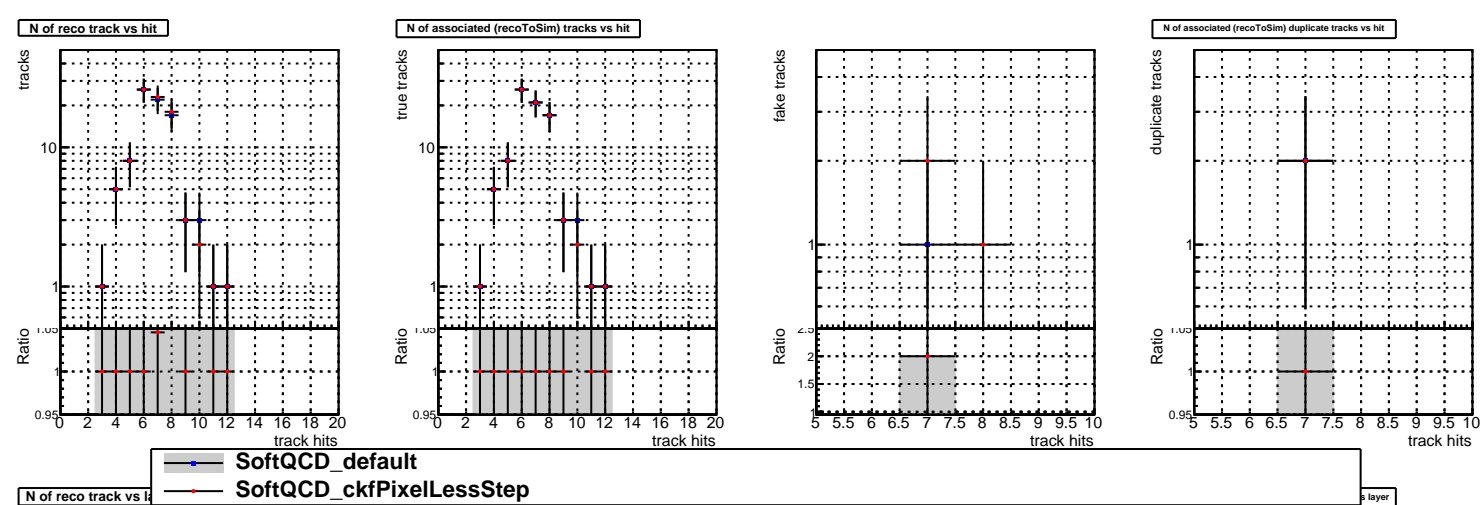 N of reco track vs hit
N of associated (recoToSim) tracks vs hit
N of associated (recoToSim) duplicate tracks vs hit
tracks
10
1
Ratio
1.05
1
0.95
0 2 4 6 8 10 12 14 16 18 20
track hits
true tracks
10
1
Ratio
1.05
1
0.95
0 2 4 6 8 10 12 14 16 18 20
track hits
fake tracks
1
Ratio
2.5
2
1.5
1
5 5.5 6 6.5 7 7.5 8 8.5 9 9.5 10
track hits
duplicate tracks
1
Ratio
1.05
1
0.95
5 5.5 6 6.5 7 7.5 8 8.5 9 9.5 10
track hits
SoftQCD_default
SoftQCD_ckfPixelLessStep
N of reco track vs la
s layer